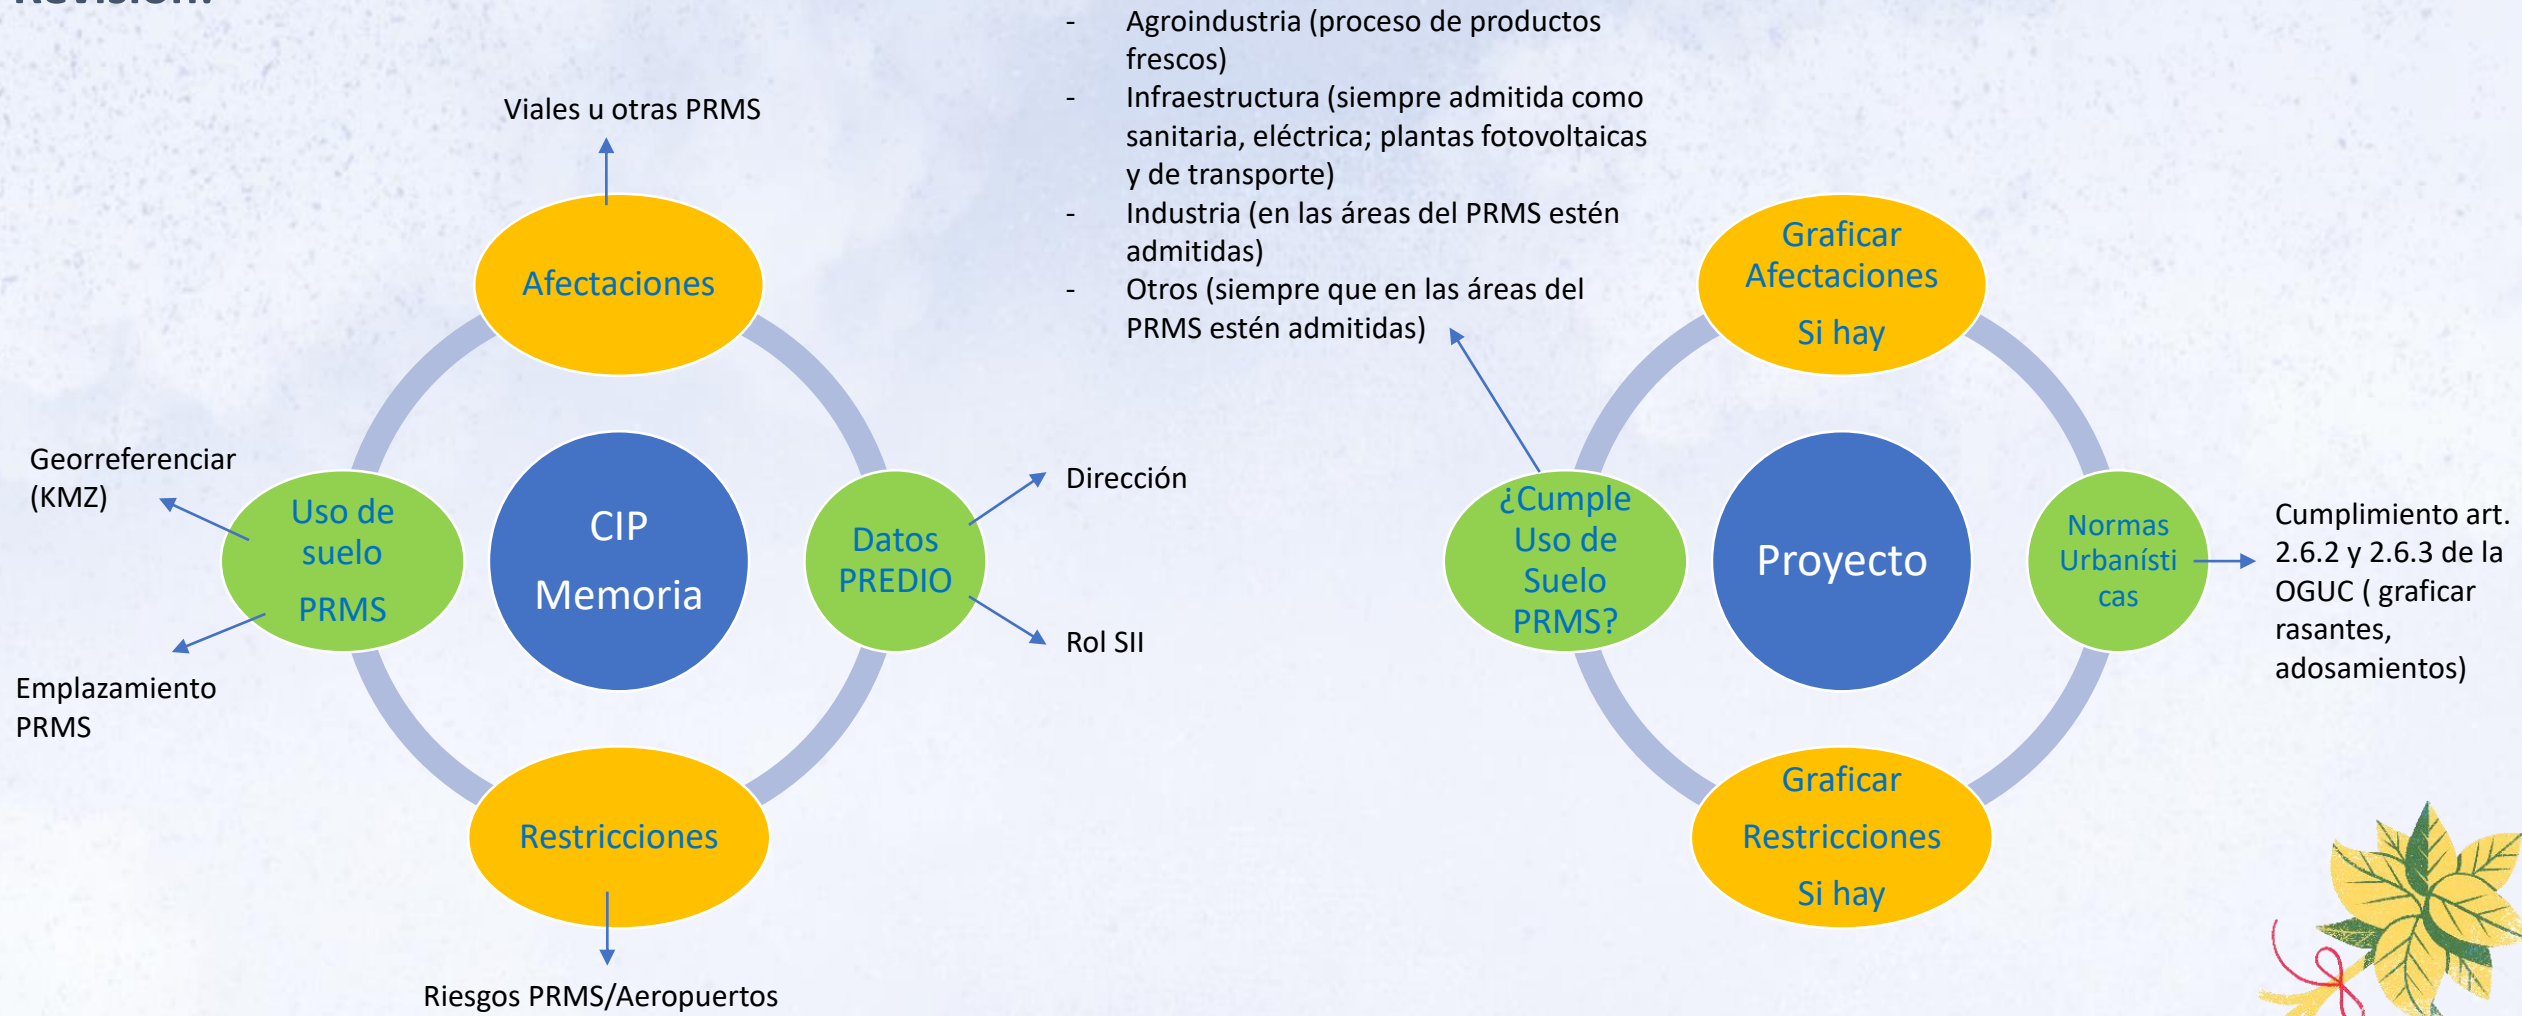 Revisión:
Viales u otras PRMS
Afectaciones
Georreferenciar
(KMZ)
Uso de
suelo
PRMS
Emplazamiento
PRMS
CIP
Memoria
Datos
PREDIO
Dirección
Rol SII
Restricciones
Riesgos PRMS/Aeropuertos
- Agroindustria (proceso de productos
frescos)
- Infraestructura (siempre admitida como
sanitaria, eléctrica; plantas fotovoltaicas
y de transporte)
- Industria (en las áreas del PRMS estén
admitidas)
- Otros (siempre que en las áreas del
PRMS estén admitidas)
Graficar
Afectaciones
Si hay
¿Cumple
Uso de
Suelo
PRMS?
Proyecto
Normas
Urbanísti
cas
Cumplimiento art.
2.6.2 y 2.6.3 de la
OGUC ( graficar
rasantes,
adosamientos)
Graficar
Restricciones
Si hay